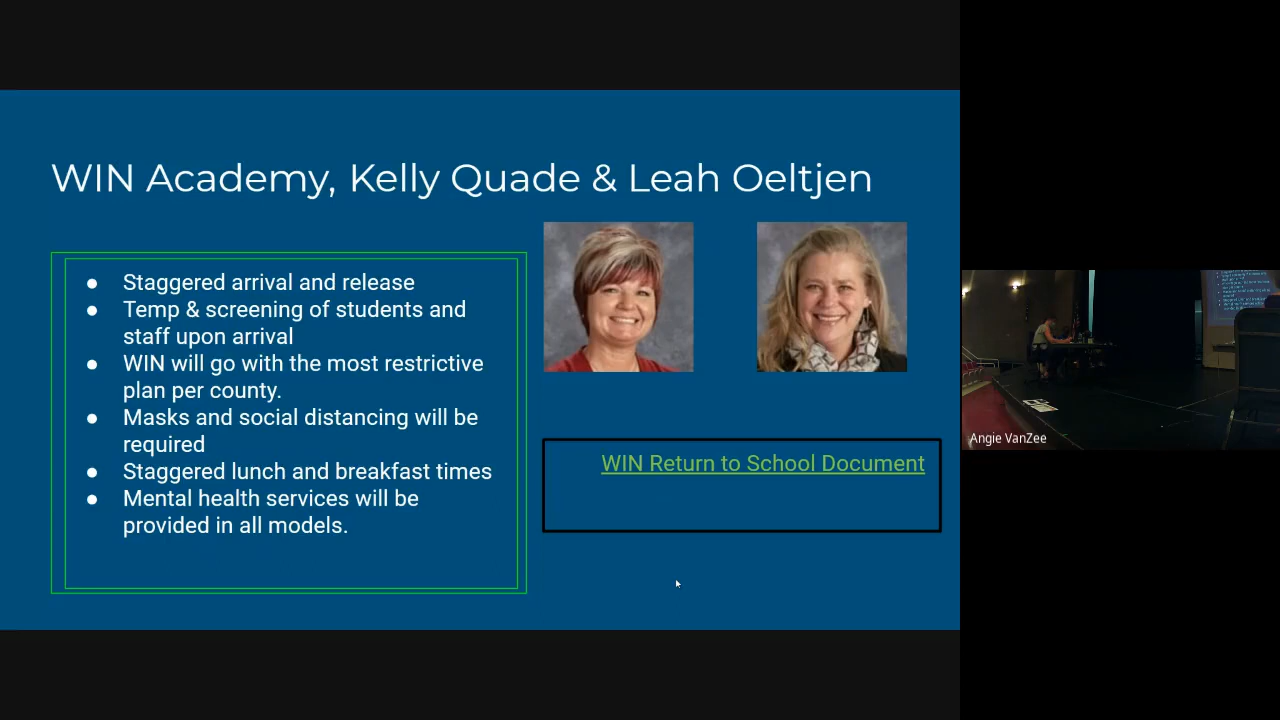 WIN Academy, Kelly Quade & Leah Oeltjen
● Staggered arrival and release
● Temp & screening of students and
staff upon arrival
● WIN will go with the most restrictive
plan per county.
● Masks and social distancing will be
required
● Staggered lunch and breakfast times
● Mental health services will be
provided in all models.
WIN Return to School Document
Angie VanZee